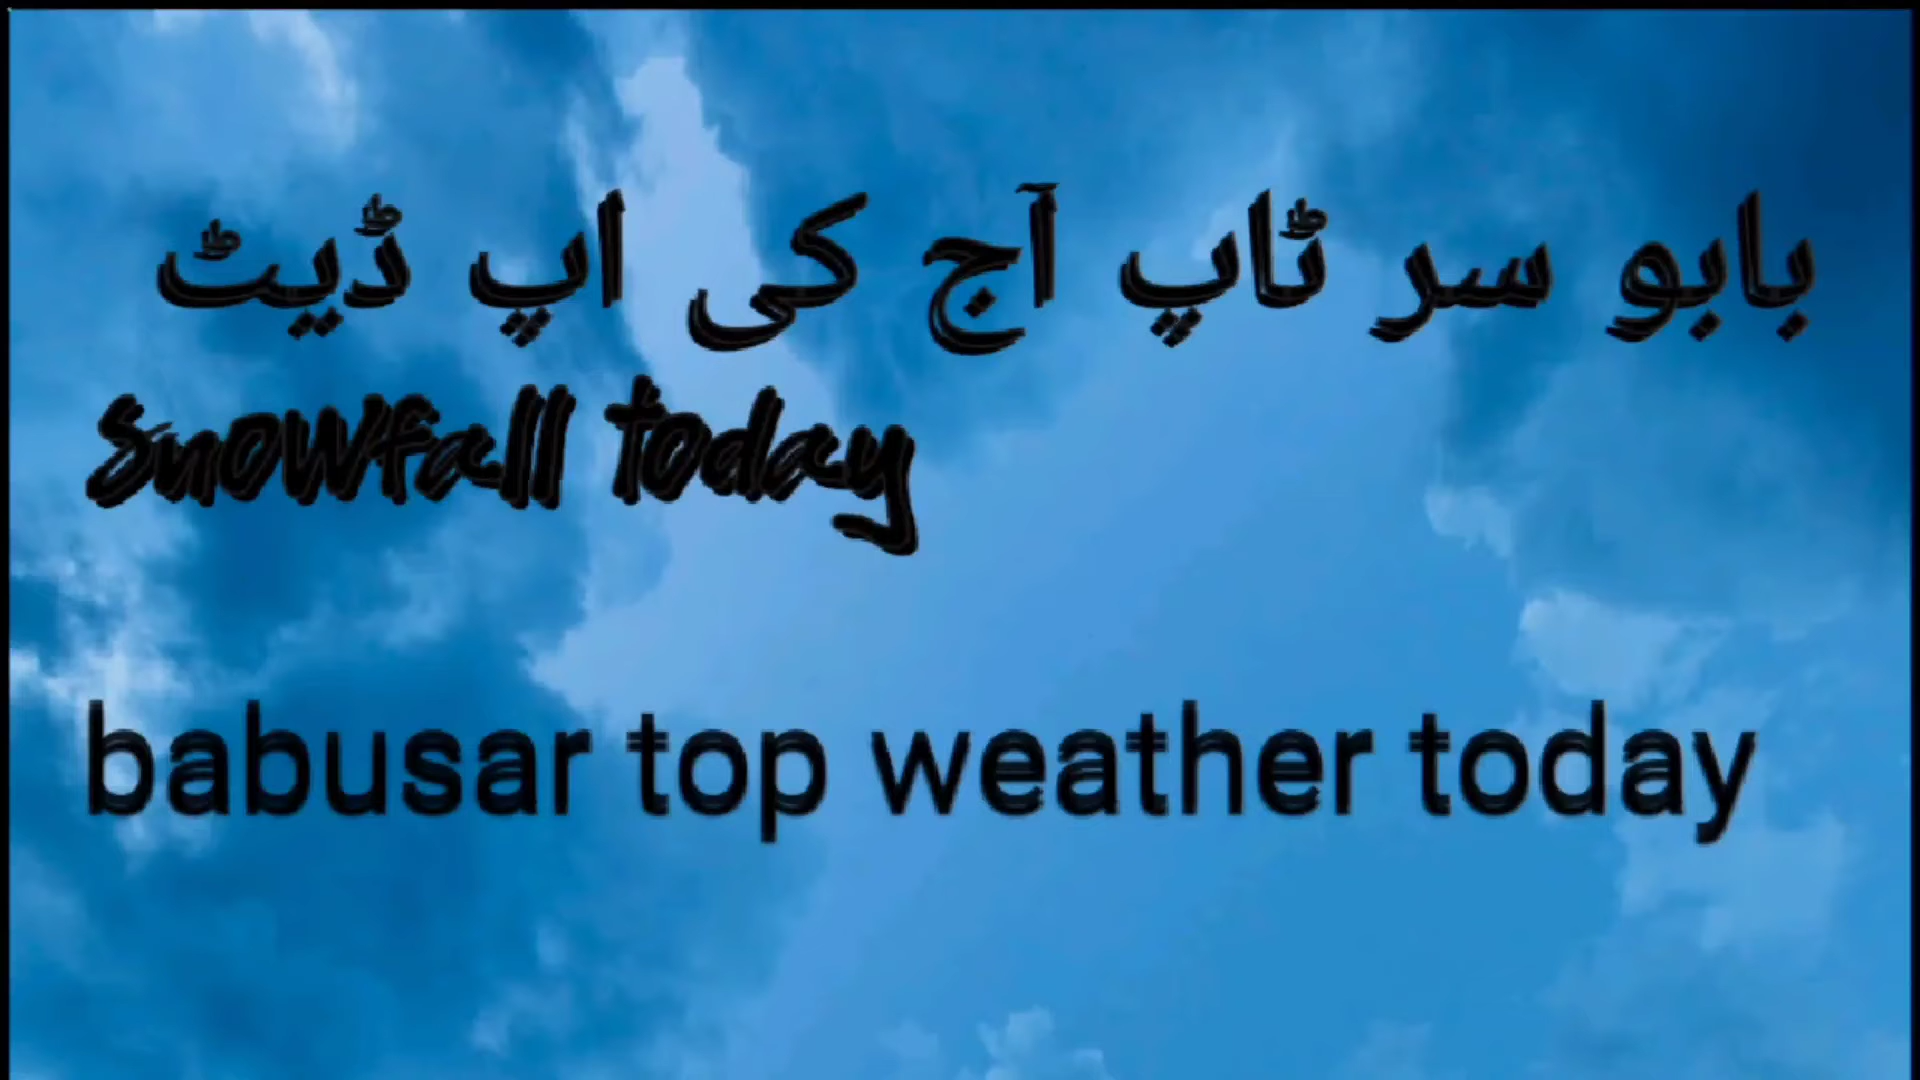 بابو سر ٹاپ آج کی اپ ڈیٹ
snowfall today
babusar top weather today